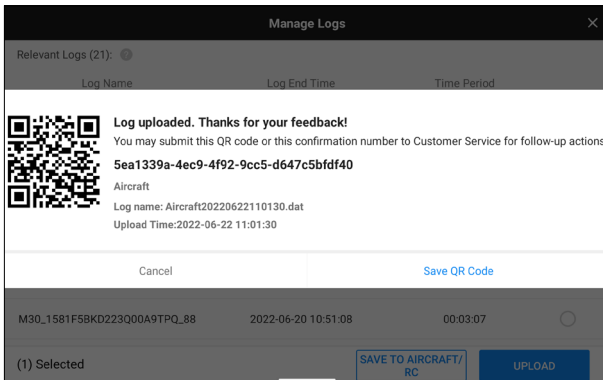 Manage Logs
Relevant Logs (21):
Log Name Log End Time Time Period
Log uploaded. Thanks for your feedback!
You may submit this QR code or this confirmation number to Customer Service for follow-up actions
5ea1339a-4ec9-4f92-9cc5-d647c5bfdf40
Aircraft
Log name: Aircraft20220622110130.dat
Upload Time:2022-06-22 11:01:30
Cancel Save QR Code
M30_1581F5BKD223Q00A9TPQ_88 2022-06-20 10:51:08 00:03:07
(1) Selected
SAVE TO AIRCRAFT/
RC
UPLOAD